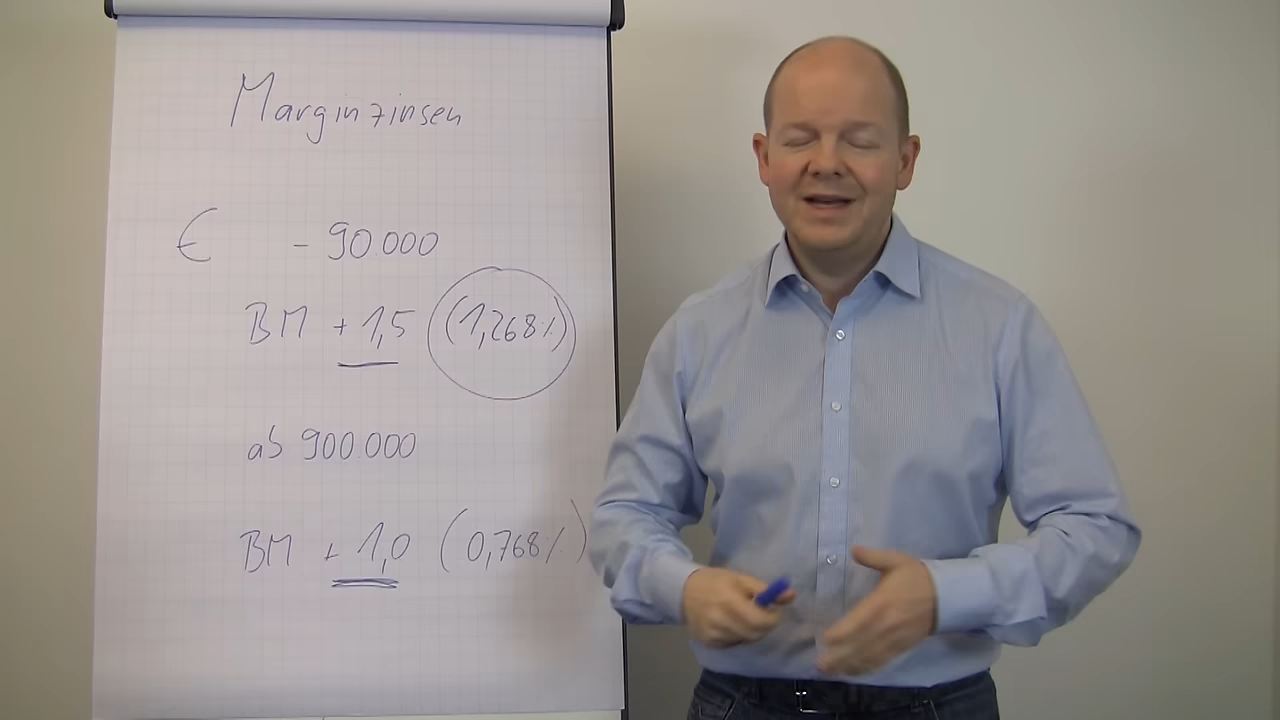 Marginzinsen
€ - 90.000
BM + 1,5 (1,268%)
ab 900.000
BM + 1,0 (0,768%)